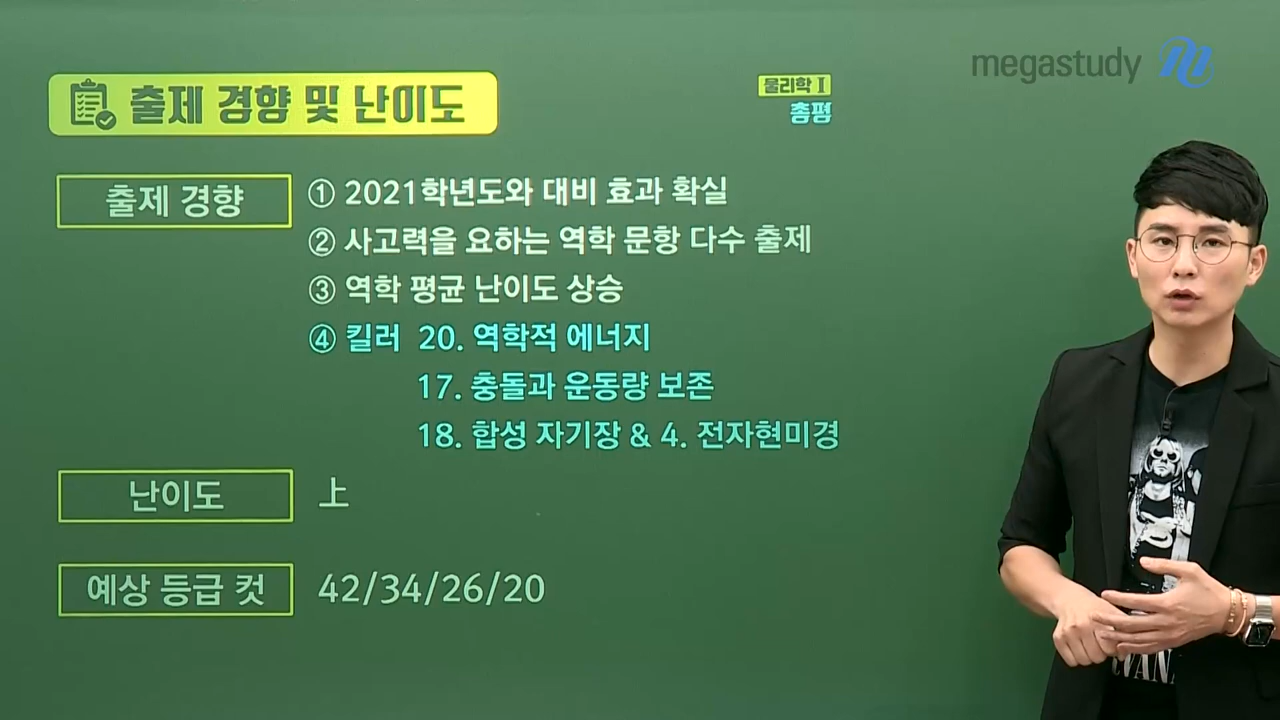 megastudy
출제 경향 및 난이도
물리학 I
총평
출제 경향
① 2021학년도와 대비 효과 확실
② 사고력을 요하는 역학 문항 다수 출제
③ 역학 평균 난이도 상승
④ 킬러 20. 역학적 에너지
17. 충돌과 운동량 보존
18. 합성 자기장 & 4. 전자현미경
난이도
上
예상 등급 컷
42/34/26/20